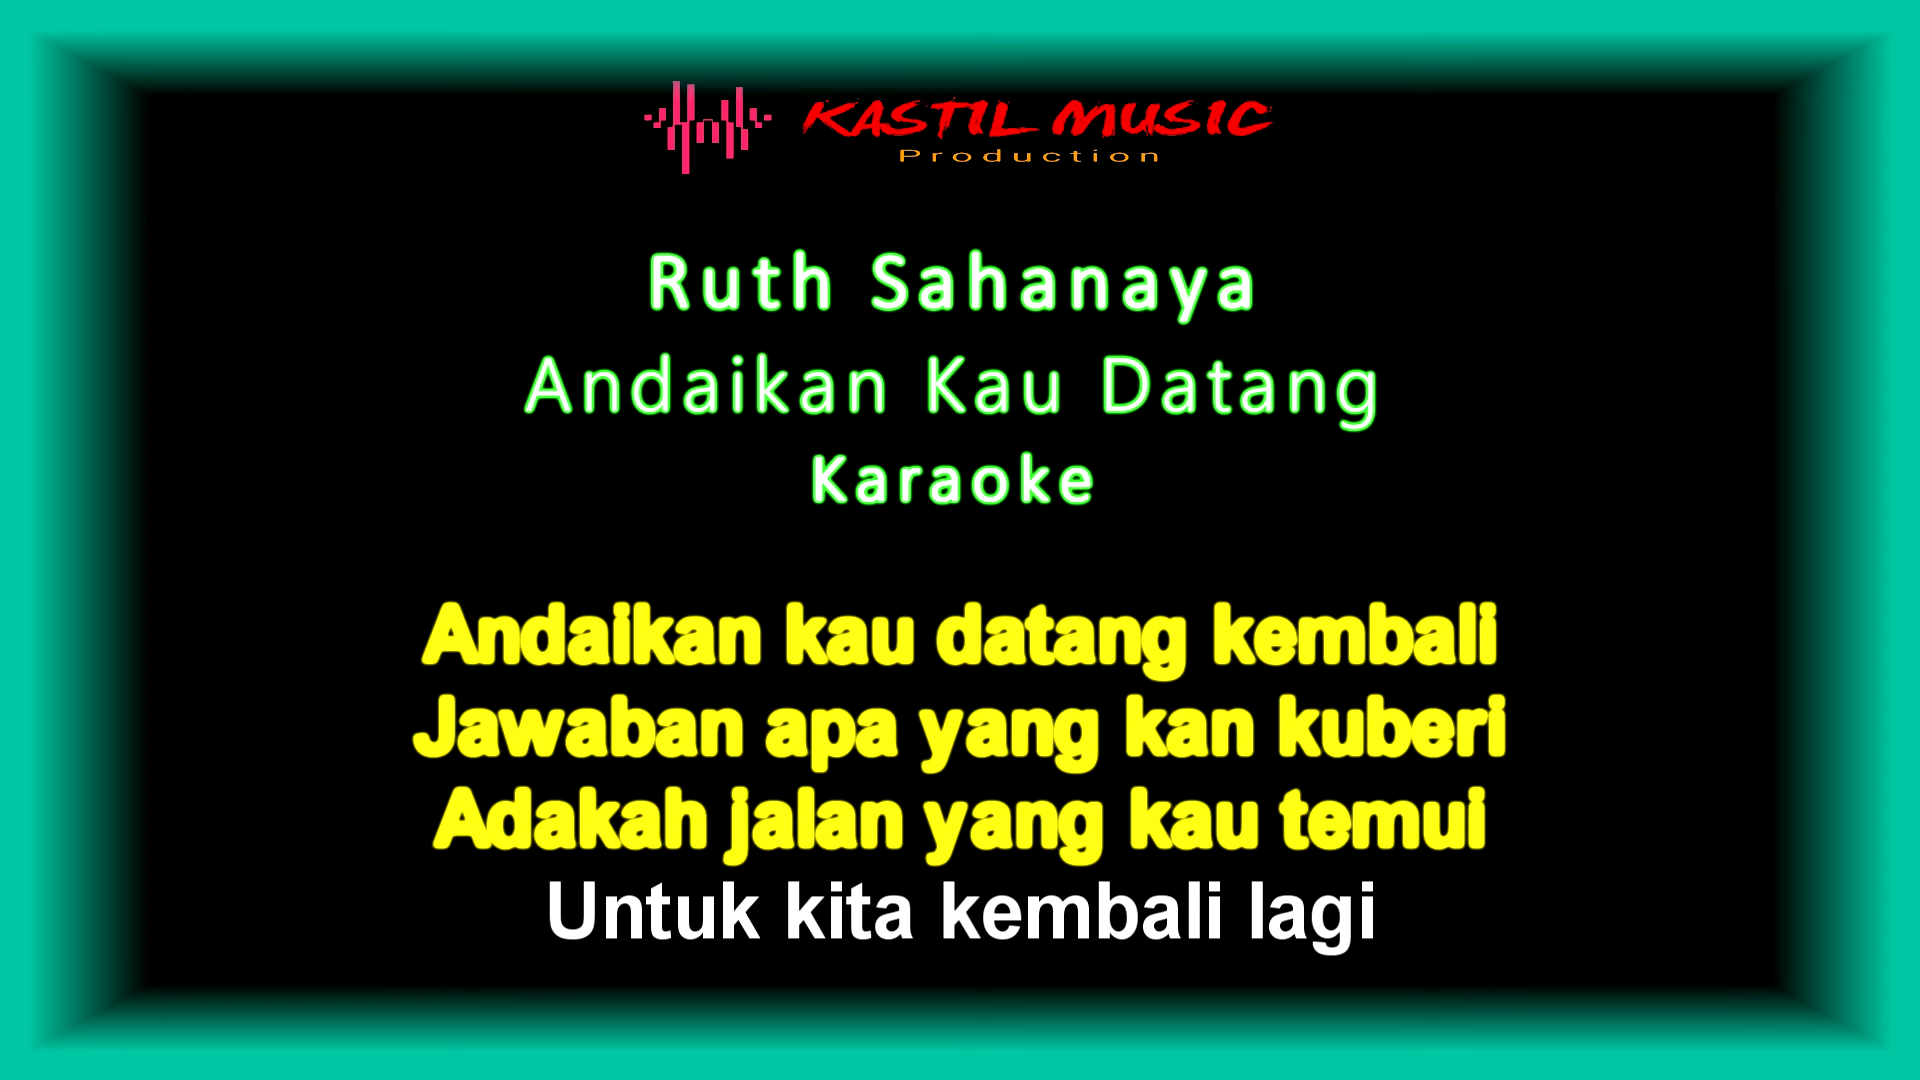 KASTIL MUSIC
Production
Ruth Sahanaya
Andaikan Kau Datang
Karaoke
Andaikan kau datang kembali
Jawaban apa yang kan kuberi
Adakah jalan yang kau temui
Untuk kita kembali lagi